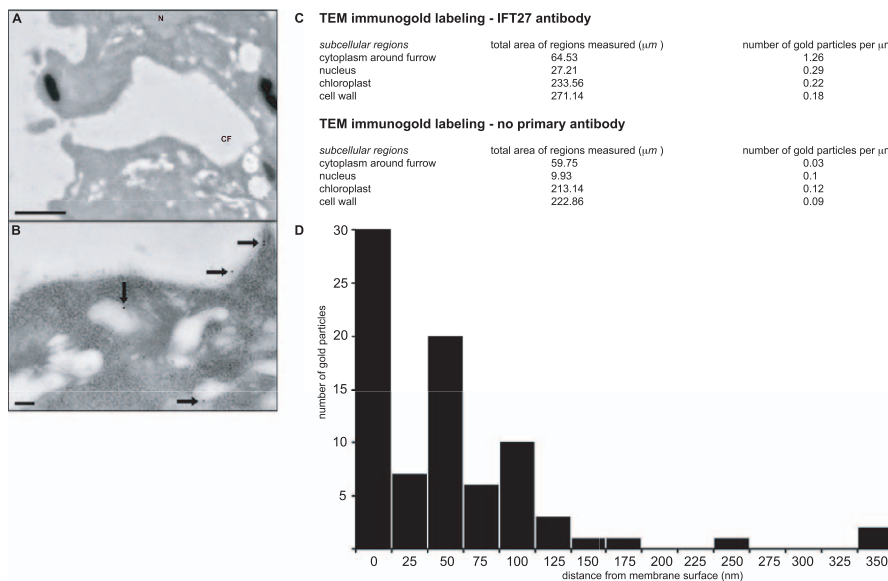 A
N
CF
B
C TEM immunogold labeling - IFT27 antibody
subcellular regions total area of regions measured (μm ) number of gold particles per μm
cytoplasm around furrow 64.53 1.26
nucleus 27.21 0.29
chloroplast 233.56 0.22
cell wall 271.14 0.18
TEM immunogold labeling - no primary antibody
subcellular regions total area of regions measured (μm ) number of gold particles per μm
cytoplasm around furrow 59.75 0.03
nucleus 9.93 0.1
chloroplast 213.14 0.12
cell wall 222.86 0.09
D
number of gold particles
30
25
20
15
10
5
0 25 50 75 100 125 150 175 200 225 250 300 325 350
distance from membrane surface (nm)